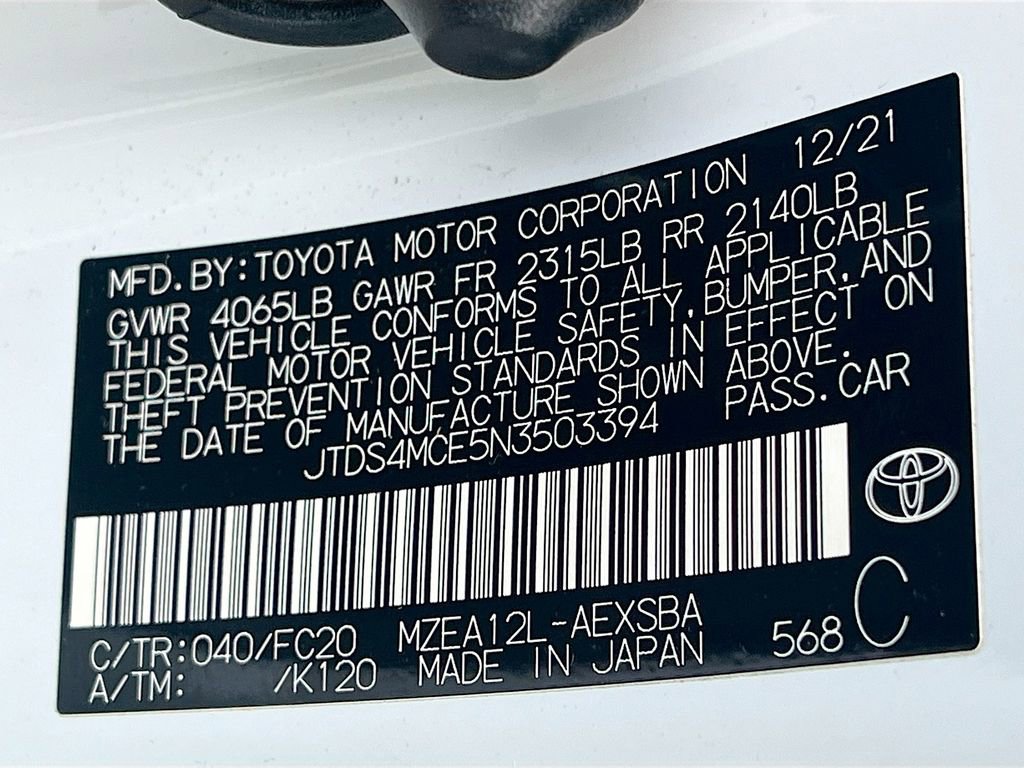 MFD.BY:TOYOTA MOTOR CORPORATION 12/21
GVWR 4065LB GAWR FR 2315LB RR 2140LB
THIS VEHICLE CONFORMS TO ALL APPLICABLE
FEDERAL MOTOR VEHICLE SAFETY,BUMPER,AND
THEFT PREVENTION STANDARDS IN EFFECT ON
THE DATE OF MANUFACTURE SHOWN ABOVE.
JTDS4MCE5N3503394 PASS.CAR
C/TR:040/FC20 MZEA12L-AEXSBA
A/TM: /K120 MADE IN JAPAN 568 C